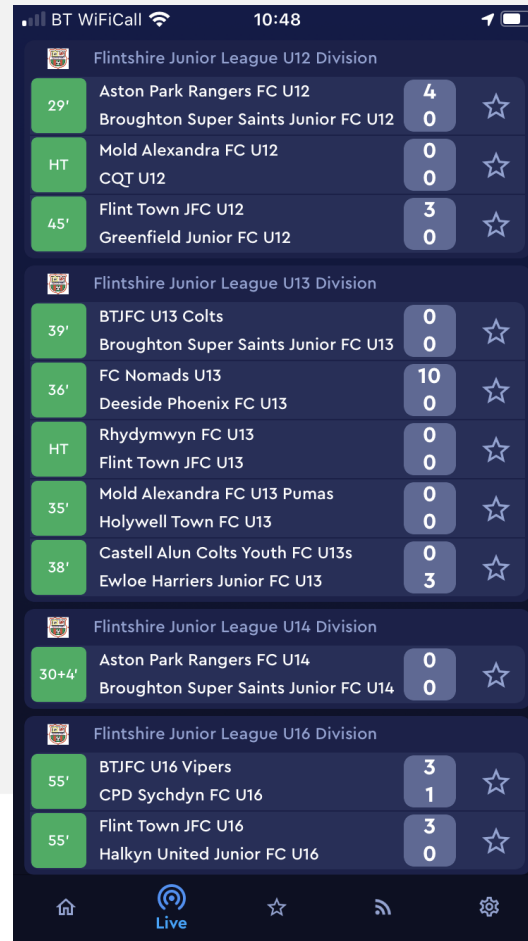 BT WiFiCall 10:48
Flintshire Junior League U12 Division
29' Aston Park Rangers FC U12 4
Broughton Super Saints Junior FC U12 0
HT Mold Alexandra FC U12 0
CQT U12 0
45' Flint Town JFC U12 3
Greenfield Junior FC U12 0
Flintshire Junior League U13 Division
39' BTJFC U13 Colts 0
Broughton Super Saints Junior FC U13 0
36' FC Nomads U13 10
Deeside Phoenix FC U13 0
HT Rhydymwyn FC U13 0
Flint Town JFC U13 0
35' Mold Alexandra FC U13 Pumas 0
Holywell Town FC U13 0
38' Castell Alun Colts Youth FC U13s 0
Ewloe Harriers Junior FC U13 3
Flintshire Junior League U14 Division
30+4' Aston Park Rangers FC U14 0
Broughton Super Saints Junior FC U14 0
Flintshire Junior League U16 Division
55' BTJFC U16 Vipers 3
CPD Sychdyn FC U16 1
55' Flint Town JFC U16 3
Halkyn United Junior FC U16 0
Live